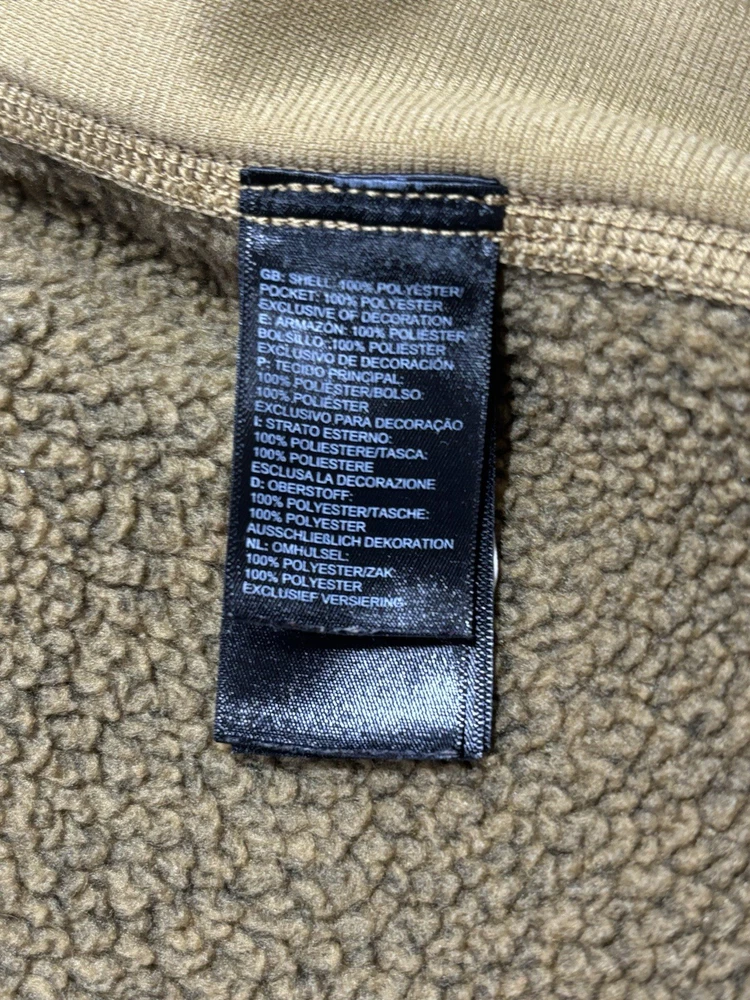 GB: SHELL: 100% POLYESTER/
POCKET: 100% POLYESTER
EXCLUSIVE OF DECORATION
E: ARMAZÓN: 100% POLIÉSTER/
BOLSILLO: :100% POLIÉSTER
EXCLUSIVO DE DECORACIÓN
P: TECIDO PRINCIPAL:
100% POLIÉSTER/BOLSO:
100% POLIÉSTER
EXCLUSIVO PARA DECORAÇÃO
I: STRATO ESTERNO:
100% POLIESTERE/TASCA:
100% POLIESTERE
ESCLUSA LA DECORAZIONE
D: OBERSTOFF:
100% POLYESTER/TASCHE:
100% POLYESTER
AUSSCHLIEßLICH DEKORATION
NL: OMHULSEL:
100% POLYESTER/ZAK
100% POLYESTER
EXCLUSIEF VERSIERING